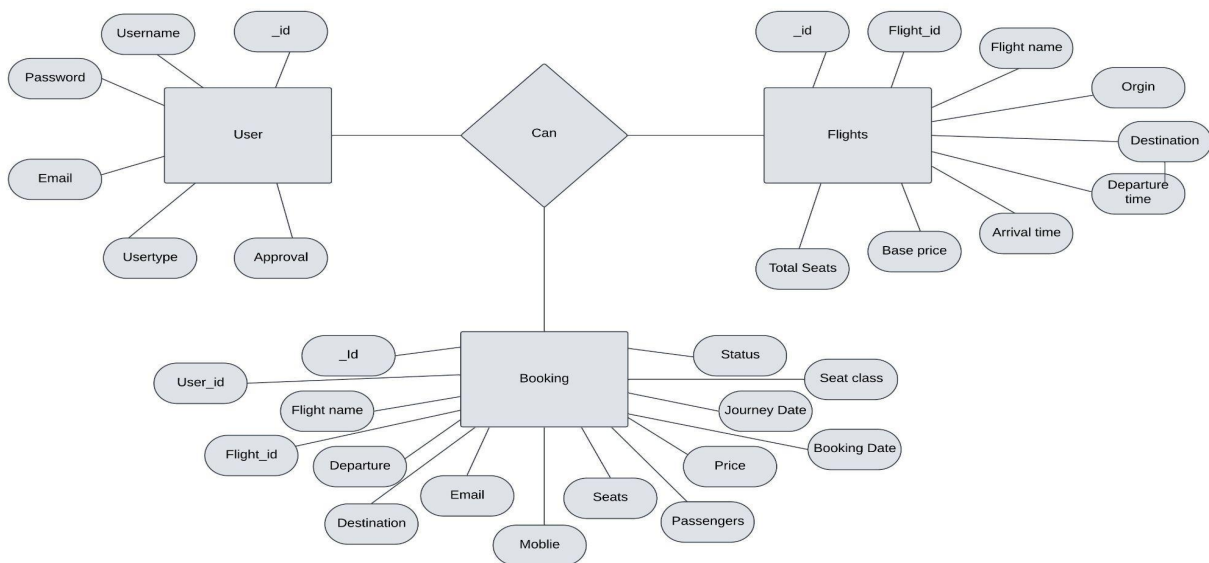 Username
_id
Password
User
Email
Usertype
Approval
Can
_id
Flight_id
Flight name
Orgin
Flights
Destination
Departure
time
Arrival time
Base price
Total Seats
_Id
Status
User_id
Booking
Seat class
Flight name
Journey Date
Flight_id
Booking Date
Departure
Price
Email
Seats
Destination
Passengers
Moblie